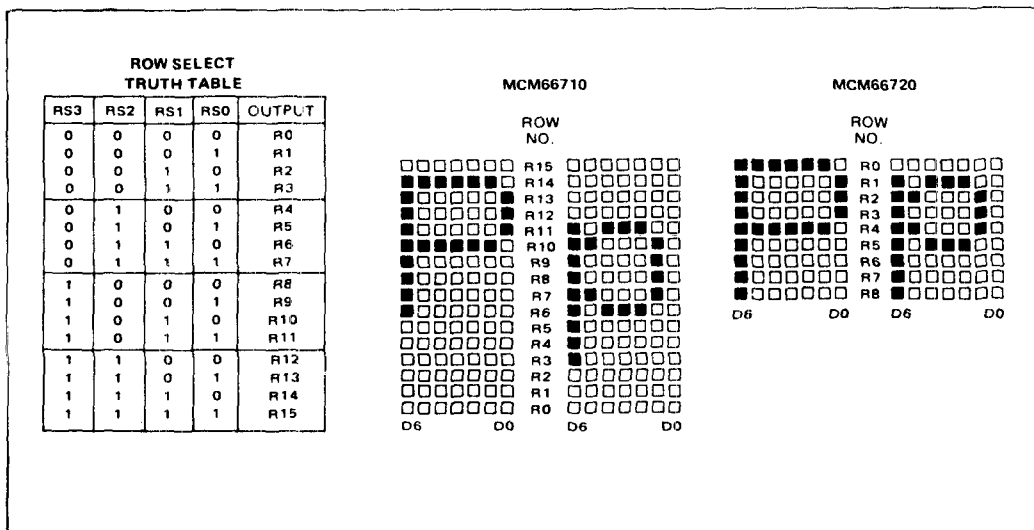 ROW SELECT
TRUTH TABLE
RS3 RS2 RS1 RS0 OUTPUT
0 0 0 0 R0
0 0 0 1 R1
0 0 1 0 R2
0 0 1 1 R3
0 1 0 0 R4
0 1 0 1 R5
0 1 1 0 R6
0 1 1 1 R7
1 0 0 0 R8
1 0 0 1 R9
1 0 1 0 R10
1 0 1 1 R11
1 1 0 0 R12
1 1 0 1 R13
1 1 1 0 R14
1 1 1 1 R15
MCM66710
ROW
NO.
R15
R14
R13
R12
R11
R10
R9
R8
R7
R6
R5
R4
R3
R2
R1
R0
D6 D0 D6 D0
MCM66720
ROW
NO.
R0
R1
R2
R3
R4
R5
R6
R7
R8
D6 D0 D6 D0